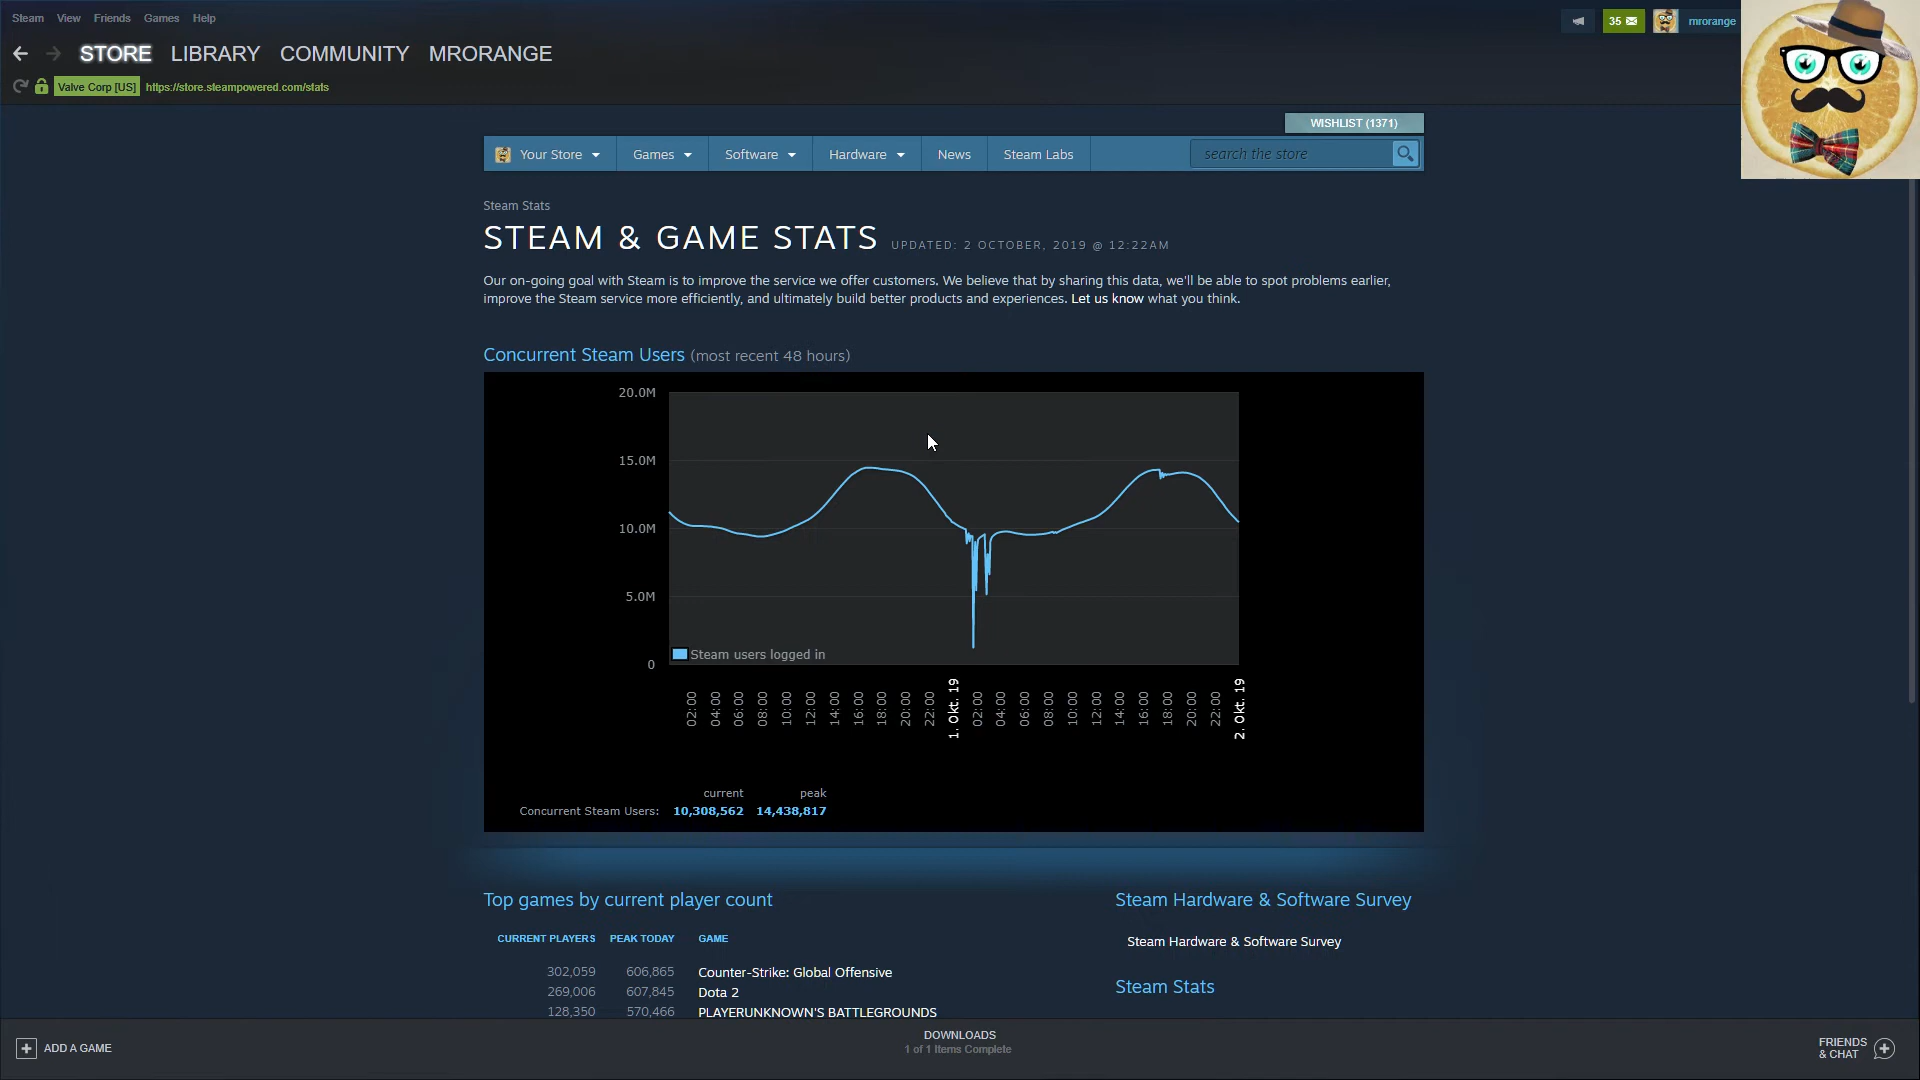 Steam View Friends Games Help
35 mrorange
STORE LIBRARY COMMUNITY MRORANGE
Valve Corp [US] https://store.steampowered.com/stats
WISHLIST (1371)
Your Store Games Software Hardware News Steam Labs search the store
Steam Stats
STEAM & GAME STATS UPDATED: 2 OCTOBER, 2019 @ 12:22AM
Our on-going goal with Steam is to improve the service we offer customers. We believe that by sharing this data, we'll be able to spot problems earlier,
improve the Steam service more efficiently, and ultimately build better products and experiences. Let us know what you think.
Concurrent Steam Users (most recent 48 hours)
20.0M
15.0M
10.0M
5.0M
0
Steam users logged in
02:00 04:00 06:00 08:00 10:00 12:00 14:00 16:00 18:00 20:00 22:00 1. Okt. 19 02:00 04:00 06:00 08:00 10:00 12:00 14:00 16:00 18:00 20:00 22:00 2. Okt. 19
current peak
Concurrent Steam Users: 10,308,562 14,438,817
Top games by current player count
CURRENT PLAYERS PEAK TODAY GAME
302,059 606,865 Counter-Strike: Global Offensive
269,006 607,845 Dota 2
128,350 570,466 PLAYERUNKNOWN'S BATTLEGROUNDS
Steam Hardware & Software Survey
Steam Hardware & Software Survey
Steam Stats
ADD A GAME
DOWNLOADS
1 of 1 Items Complete
FRIENDS
& CHAT